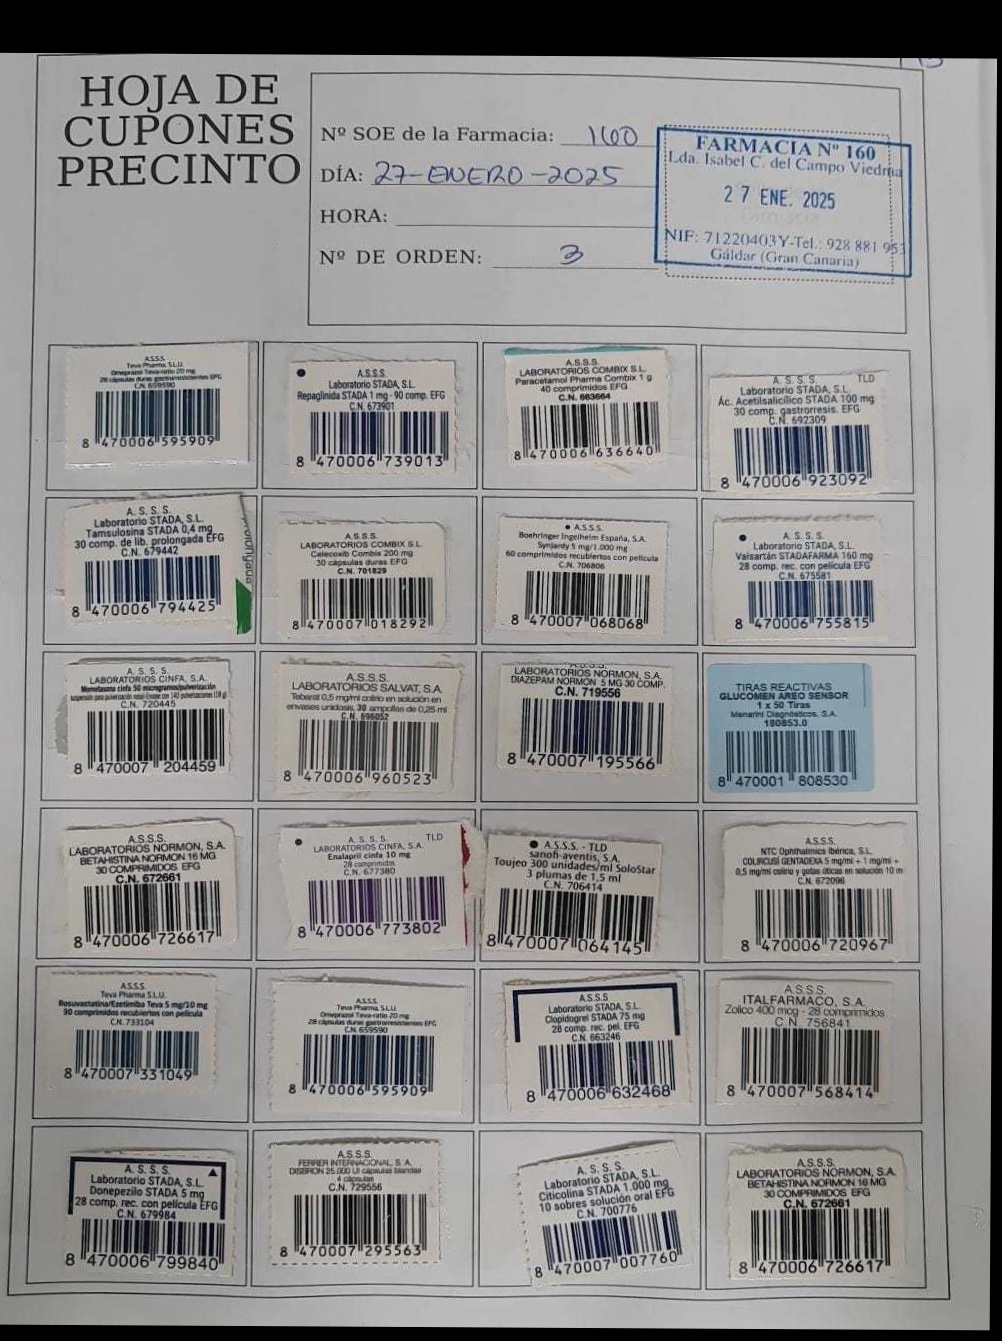 HOJA DE
CUPONES
PRECINTO
Nº SOE de la Farmacia: 160
DÍA: 27-ENERO-2025
HORA:
Nº DE ORDEN: 3
FARMACIA Nº 160
Lda. Isabel C. del Campo Viedma
27 ENE. 2025
NIF: 71220403Y-Tel.: 928 881 953
Gáldar (Gran Canaria)
A.S.S.S.
Teva Pharma, S.L.U.
Omeprazol Teva-ratio 20 mg
28 cápsulas duras gastrorresistentes EFG
C.N. 659590
8 470006 595909
A.S.S.S.
Laboratorio STADA, S.L.
Repaglinida STADA 1 mg - 90 comp. EFG
C.N. 673901
8 470006 739013
A.S.S.S.
LABORATORIOS COMBIX S.L.
Paracetamol Pharma Combix 1 g
40 comprimidos EFG
C.N. 663664
8 470006 636640
A. S. S. S. TLD
Laboratorio STADA, S.L.
Ác. Acetilsalicílico STADA 100 mg
30 comp. gastrorresis. EFG
C.N. 692309
8 470006 923092
A. S. S. S.
Laboratorio STADA, S.L.
Tamsulosina STADA 0,4 mg
30 comp. de lib. prolongada EFG
C.N. 679442
8 470006 794425
prolongada
A.S.S.S.
LABORATORIOS COMBIX S.L.
Celecoxib Combix 200 mg
30 cápsulas duras EFG
C.N. 701829
8 470007 018292
A.S.S.S.
Boehringer Ingelheim España, S.A.
Synjardy 5 mg/1.000 mg
60 comprimidos recubiertos con película
C.N. 706806
8 470007 068068
A. S. S. S.
Laboratorio STADA, S.L.
Valsartán STADAFARMA 160 mg
28 comp. rec. con película EFG
C.N. 675581
8 470006 755815
A. S. S. S.
LABORATORIOS CINFA, S.A.
Mometasona cinfa 50 microgramos/pulverización
suspensión para pulverización nasal-Envase con 140 pulverizaciones (18 g)
C.N. 720445
8 470007 204459
A.S.S.S.
LABORATORIOS SALVAT, S.A.
Tebarat 0,5 mg/ml colirio en solución en
envases unidosis, 30 ampollas de 0,25 ml
C.N. 696052
8 470006 960523
A.S.S.S.
LABORATORIOS NORMON, S.A.
DIAZEPAM NORMON 5 MG 30 COMP.
C.N. 719556
8 470007 195566
TIRAS REACTIVAS
GLUCOMEN AREO SENSOR
1 x 50 Tiras
Menarini Diagnósticos, S.A.
180853.0
8 470001 808530
A.S.S.S.
LABORATORIOS NORMON, S.A.
BETAHISTINA NORMON 16 MG
30 COMPRIMIDOS EFG
C.N. 672661
8 470006 726617
A. S. S. S. TLD
LABORATORIOS CINFA, S.A.
Enalapril cinfa 10 mg
28 comprimidos
C.N. 677380
8 470006 773802
A.S.S.S. - TLD
sanofi-aventis, S.A.
Toujeo 300 unidades/ml SoloStar
3 plumas de 1,5 ml
C.N. 706414
8 470007 064145
A.S.S.S.
NTC Ophthalmics Ibérica, S.L.
COLIRCUSÍ GENTADEXA 5 mg/ml + 1 mg/ml +
0,5 mg/ml colirio y gotas óticas en solución 10 m
C.N. 672096
8 470006 720967
A.S.S.S.
Teva Pharma S.L.U.
Rosuvastatina/Ezetimiba Teva 5 mg/10 mg
30 comprimidos recubiertos con película
C.N. 733104
8 470007 331049
A.S.S.S.
Teva Pharma, S.L.U.
Omeprazol Teva-ratio 20 mg
28 cápsulas duras gastrorresistentes EFG
C.N. 659590
8 470006 595909
A.S.S.S
Laboratorio STADA, S.L.
Clopidogrel STADA 75 mg
28 comp. rec. pel. EFG
C.N. 663246
8 470006 632468
A.S.S.S.
ITALFARMACO, S.A.
Zolico 400 mcg - 28 comprimidos
C.N. 756841
8 470007 568414
A. S. S. S.
Laboratorio STADA, S.L.
Donepezilo STADA 5 mg
28 comp. rec. con película EFG
C.N. 679984
8 470006 799840
A.S.S.S.
FERRER INTERNACIONAL, S. A.
DISBRON 25.000 UI cápsulas blandas
4 cápsulas
C.N. 729556
8 470007 295563
A. S. S. S.
Laboratorio STADA, S.L.
Citicolina STADA 1.000 mg
10 sobres solución oral EFG
C.N. 700776
8 470007 007760
A.S.S.S.
LABORATORIOS NORMON, S.A.
BETAHISTINA NORMON 16 MG
30 COMPRIMIDOS EFG
C.N. 672661
8 470006 726617